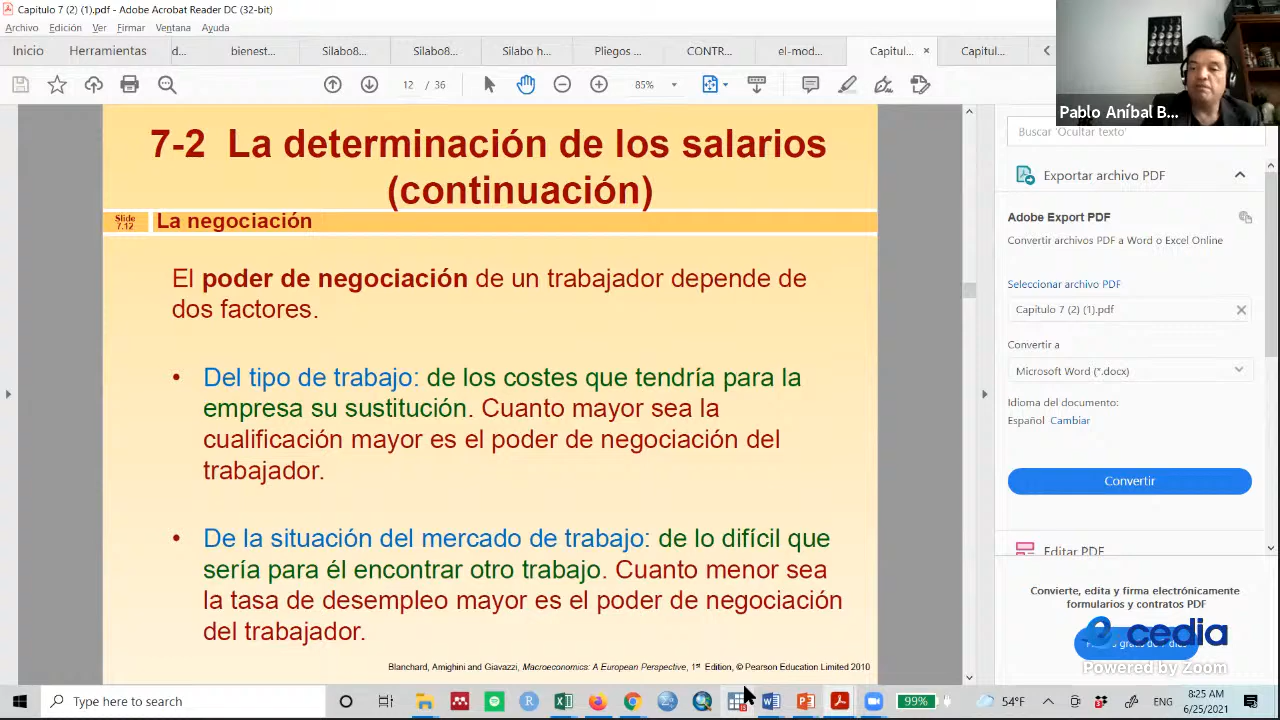 Capitulo 7 (2) (1).pdf - Adobe Acrobat Reader DC (32-bit)
Archivo Edición Ver Firmar Ventana Ayuda
Inicio Herramientas d... bienest... Silabo8... Silabo8... Silabo h... Pliegos ... CONTR... el-mod... Capitul... × Capitul...
12 / 36 85%
Pablo Aníbal B...
7-2 La determinación de los salarios
(continuación)
Slide
7.12
La negociación
El poder de negociación de un trabajador depende de
dos factores.
• Del tipo de trabajo: de los costes que tendría para la
empresa su sustitución. Cuanto mayor sea la
cualificación mayor es el poder de negociación del
trabajador.
• De la situación del mercado de trabajo: de lo difícil que
sería para él encontrar otro trabajo. Cuanto menor sea
la tasa de desempleo mayor es el poder de negociación
del trabajador.
Blanchard, Amighini and Giavazzi, Macroeconomics: A European Perspective, 1st Edition, © Pearson Education Limited 2010
Buscar 'Ocultar texto'
Exportar archivo PDF
Adobe Export PDF
Convertir archivos PDF a Word o Excel Online
Seleccionar archivo PDF
Capitulo 7 (2) (1).pdf
Convertir a
Microsoft Word (*.docx)
Idioma del documento:
Español Cambiar
Convertir
Editar PDF
Convierte, edita y firma electrónicamente
formularios y contratos PDF
cedia
Powered by Zoom
Type here to search
99%
54°F
ENG
8:25 AM
6/25/2021